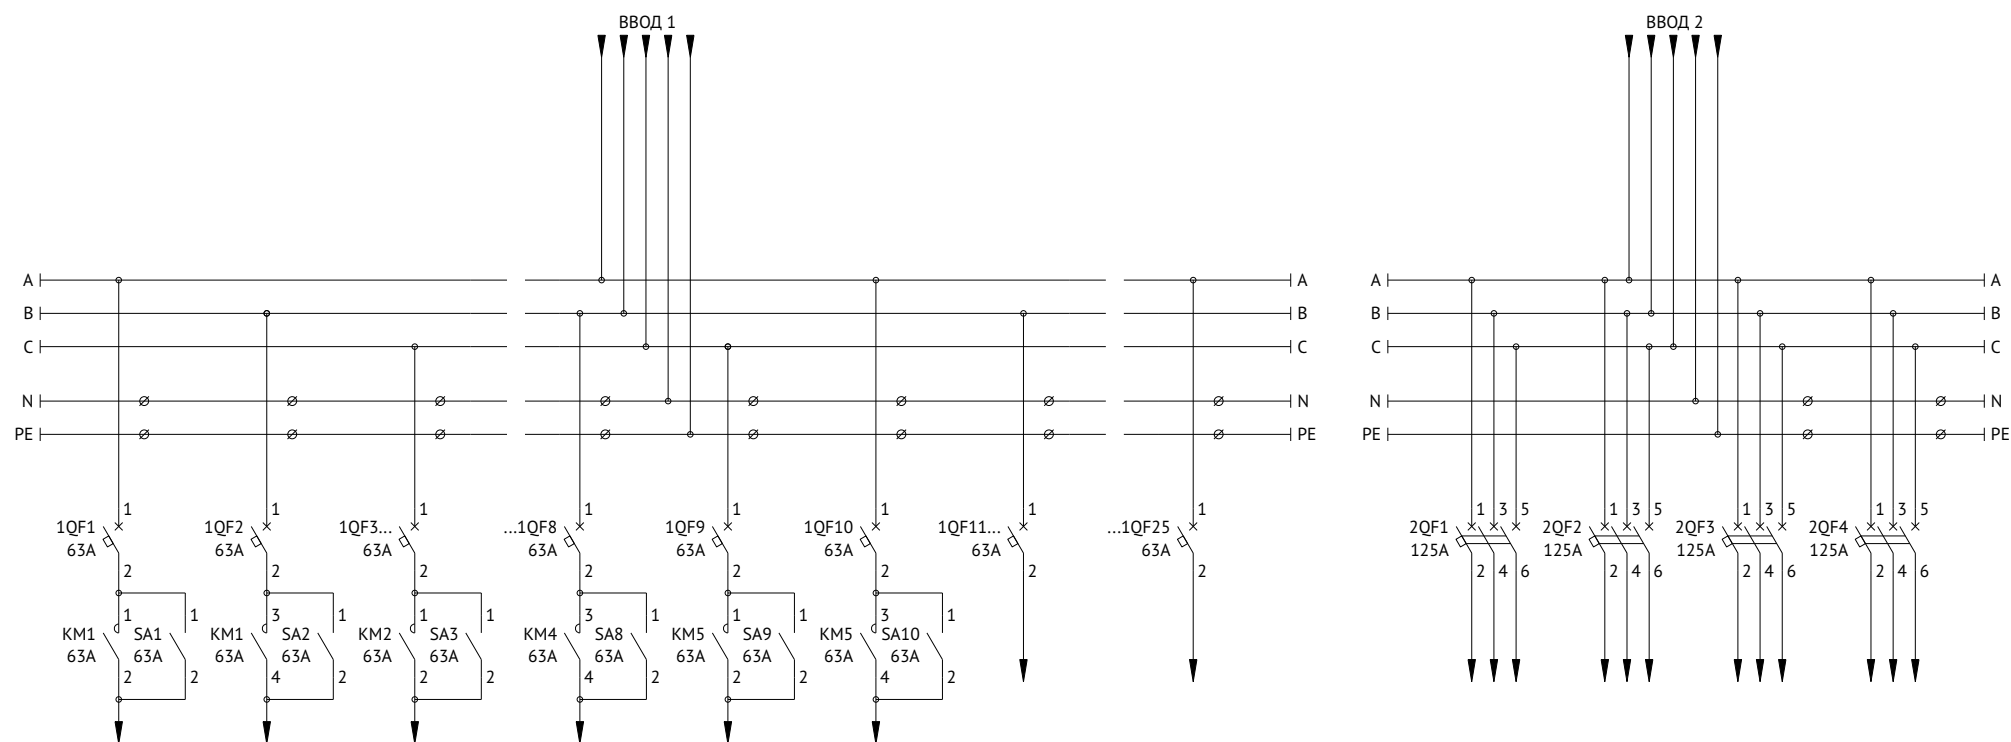 ВВОД 1
ВВОД 2
A A A A
B B B B
C C C C
N N N N
PE PE PE PE
1 1 1 1 1 1 1 1 1 3 5 1 3 5 1 3 5 1 3 5
1QF1 1QF2 1QF3... ...1QF8 1QF9 1QF10 1QF11... ...1QF25 2QF1 2QF2 2QF3 2QF4
63A 63A 63A 63A 63A 63A 63A 63A 125A 125A 125A 125A
2 2 2 2 2 2 2 2 2 4 6 2 4 6 2 4 6 2 4 6
1 1 3 1 1 1 3 1 1 1 3 1
KM1 SA1 KM1 SA2 KM2 SA3 KM4 SA8 KM5 SA9 KM5 SA10
63A 63A 63A 63A 63A 63A 63A 63A 63A 63A 63A 63A
2 2 4 2 2 2 4 2 2 2 4 2